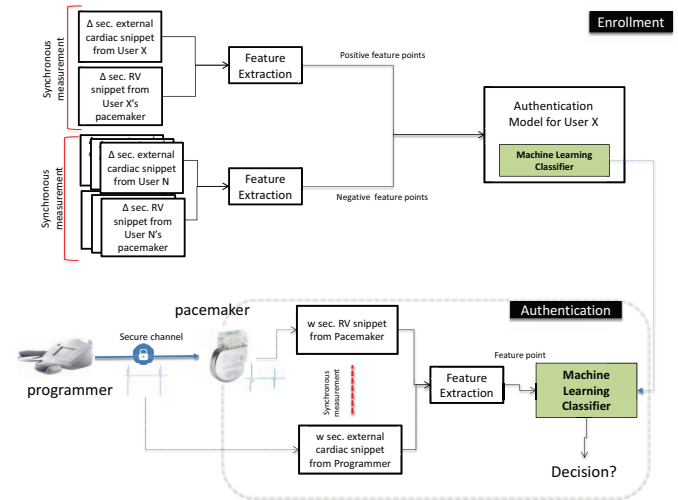 Enrollment
Synchronous
measurement
Δ sec. external
cardiac snippet
from User X
Δ sec. RV
snippet from
User X's
pacemaker
Feature
Extraction
Positive feature points
Authentication
Model for User X
Machine Learning
Classifier
Synchronous
measurement
Δ sec. external
cardiac snippet
from User N
Δ sec. RV
snippet from
User N's
pacemaker
Feature
Extraction
Negative feature points
Authentication
pacemaker
Secure channel
programmer
w sec. RV snippet
from Pacemaker
Synchronous
measurement
w sec. external
cardiac snippet
from Programmer
Feature
Extraction
Feature point
Machine
Learning
Classifier
Decision?